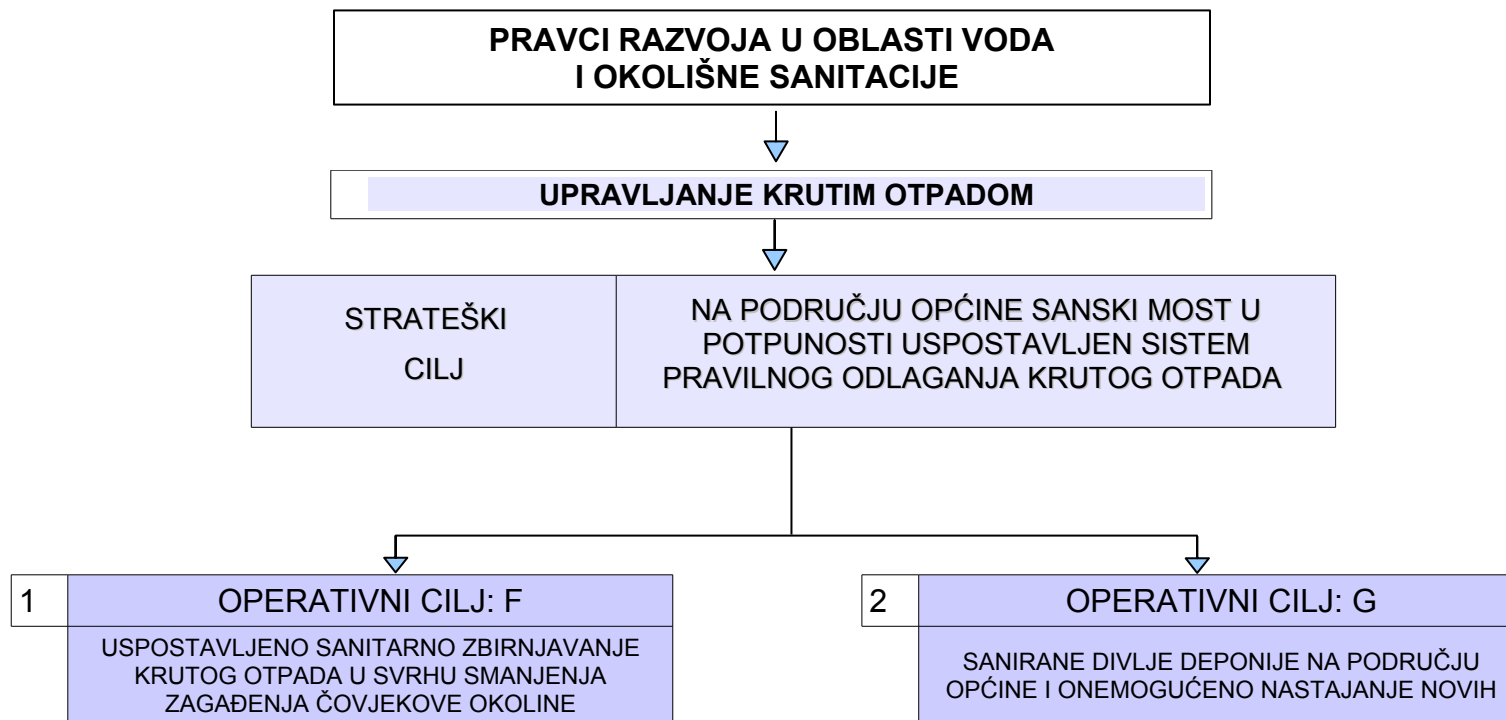 PRAVCI RAZVOJA U OBLASTI VODA
I OKOLIŠNE SANITACIJE
UPRAVLJANJE KRUTIM OTPADOM
STRATEŠKI
CILJ
NA PODRUČJU OPĆINE SANSKI MOST U
POTPUNOSTI USPOSTAVLJEN SISTEM
PRAVILNOG ODLAGANJA KRUTOG OTPADA
1
OPERATIVNI CILJ: F
USPOSTAVLJENO SANITARNO ZBIRNJAVANJE
KRUTOG OTPADA U SVRHU SMANJENJA
ZAGAĐENJA ČOVJEKOVE OKOLINE
2
OPERATIVNI CILJ: G
SANIRANE DIVLJE DEPONIJE NA PODRUČJU
OPĆINE I ONEMOGUĆENO NASTAJANJE NOVIH